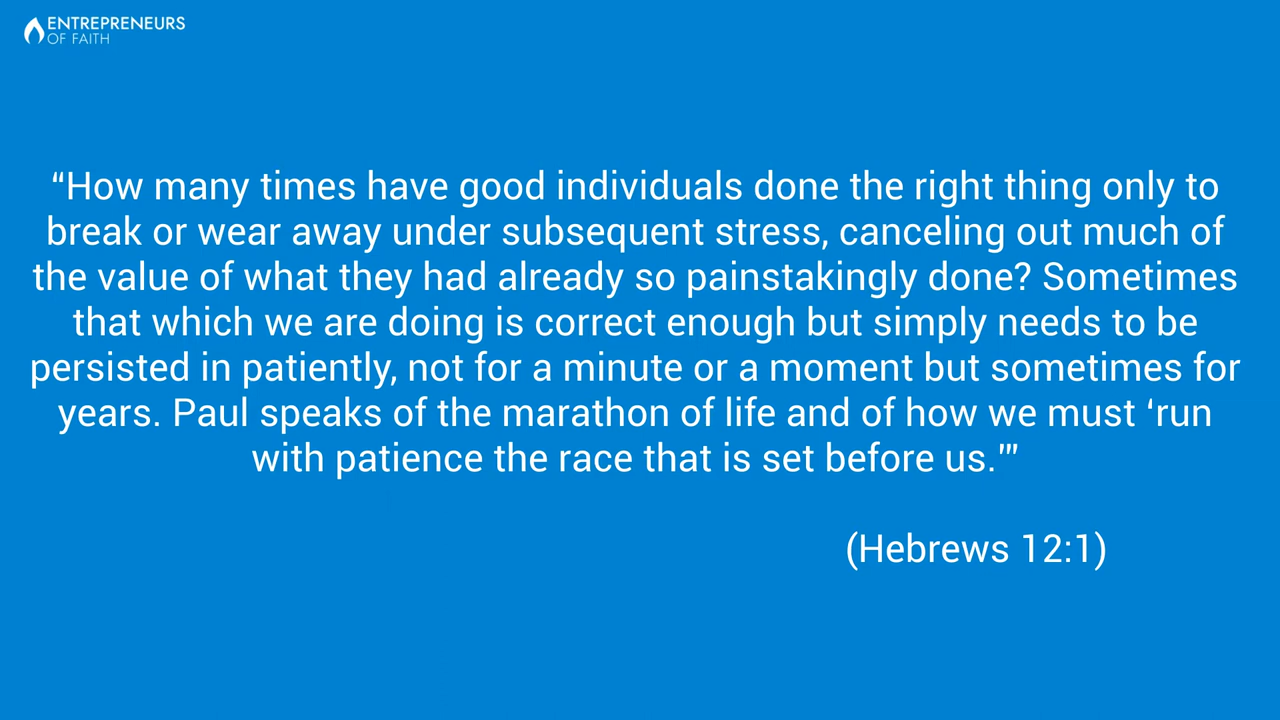 ENTREPRENEURS
OF FAITH
“How many times have good individuals done the right thing only to
break or wear away under subsequent stress, canceling out much of
the value of what they had already so painstakingly done? Sometimes
that which we are doing is correct enough but simply needs to be
persisted in patiently, not for a minute or a moment but sometimes for
years. Paul speaks of the marathon of life and of how we must ‘run
with patience the race that is set before us.’”
(Hebrews 12:1)